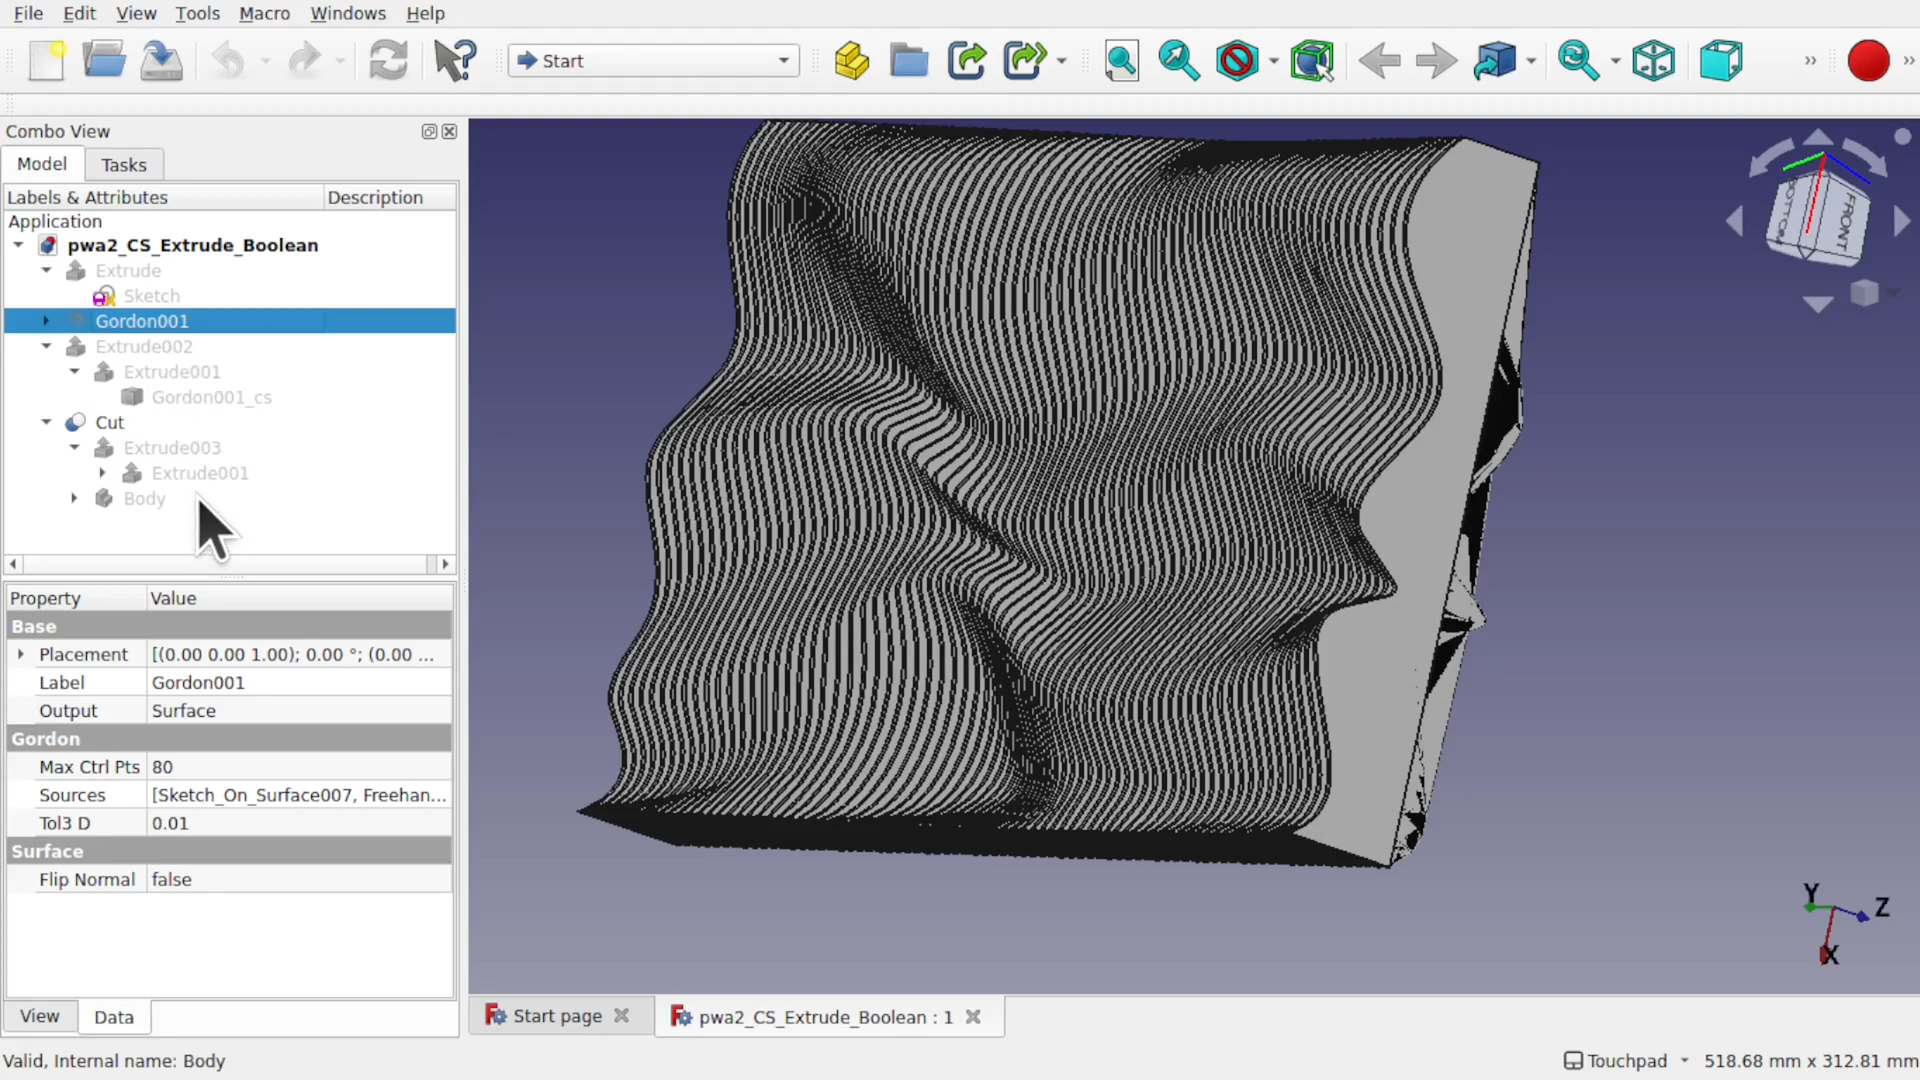 File Edit View Tools Macro Windows Help
Start
Combo View
Model Tasks
Labels & Attributes Description
Application
pwa2_CS_Extrude_Boolean
Extrude
Sketch
Gordon001
Extrude002
Extrude001
Gordon001_cs
Cut
Extrude003
Extrude001
Body
Property Value
Base
Placement [(0.00 0.00 1.00); 0.00 °; (0.00 ...
Label Gordon001
Output Surface
Gordon
Max Ctrl Pts 80
Sources [Sketch_On_Surface007, Freehan...
Tol3 D 0.01
Surface
Flip Normal false
View Data
BOTTOM FRONT
Y Z
X
Start page pwa2_CS_Extrude_Boolean : 1
Valid, Internal name: Body
Touchpad 518.68 mm x 312.81 mm